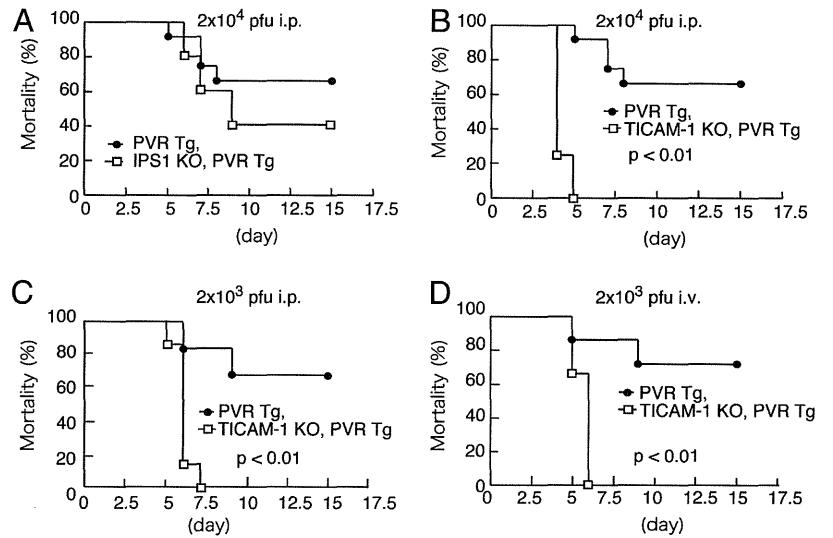 A
2x10⁴ pfu i.p.
Mortality (%)
100
80
60
40
20
0
PVR Tg,
IPS1 KO, PVR Tg
0 2.5 5 7.5 10 12.5 15 17.5
(day)
B
2x10⁴ pfu i.p.
Mortality (%)
100
80
60
40
20
0
PVR Tg,
TICAM-1 KO, PVR Tg
p < 0.01
0 2.5 5 7.5 10 12.5 15 17.5
(day)
C
2x10³ pfu i.p.
Mortality (%)
100
80
60
40
20
0
PVR Tg,
TICAM-1 KO, PVR Tg
p < 0.01
0 2.5 5 7.5 10 12.5 15 17.5
(day)
D
2x10³ pfu i.v.
Mortality (%)
100
80
60
40
20
0
PVR Tg,
TICAM-1 KO, PVR Tg
p < 0.01
0 2.5 5 7.5 10 12.5 15 17.5
(day)